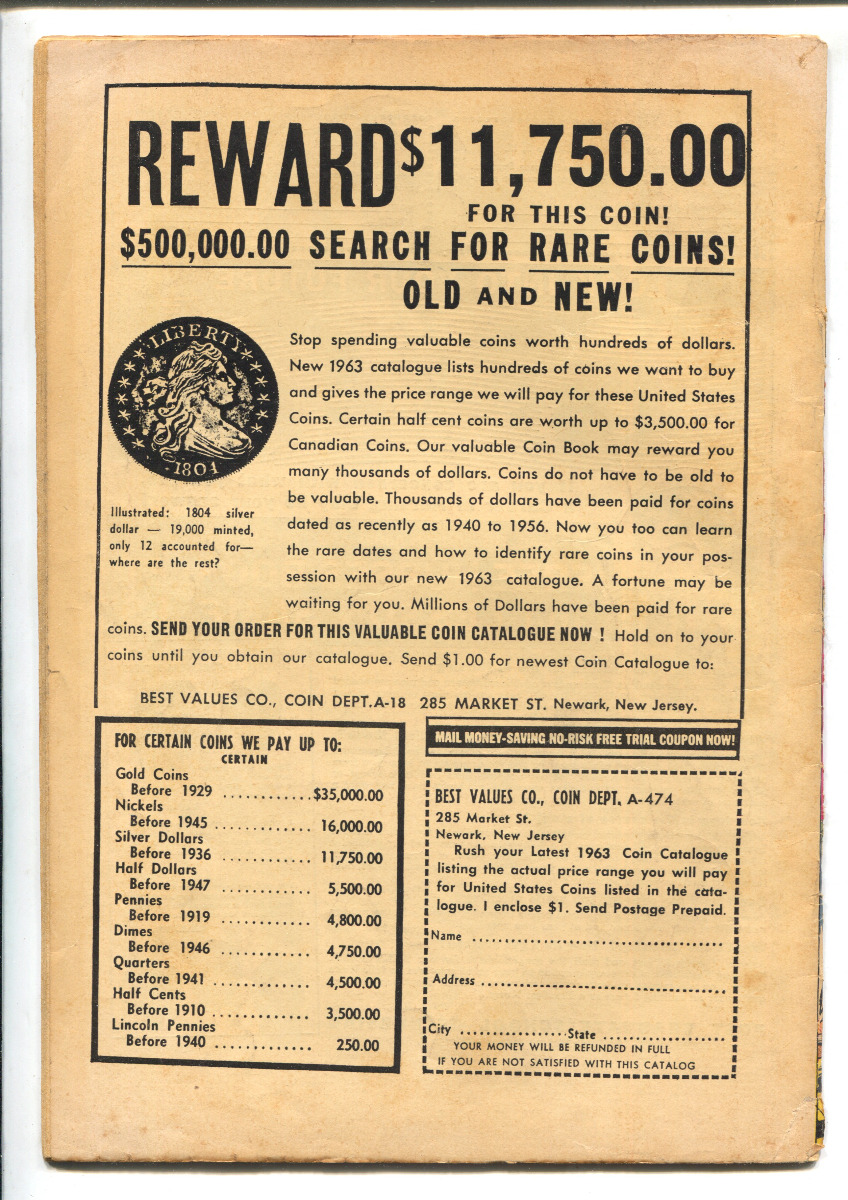 REWARD $11,750.00
FOR THIS COIN!
$500,000.00 SEARCH FOR RARE COINS!
OLD AND NEW!
LIBERTY
1804
Illustrated: 1804 silver
dollar — 19,000 minted,
only 12 accounted for—
where are the rest?
Stop spending valuable coins worth hundreds of dollars.
New 1963 catalogue lists hundreds of coins we want to buy
and gives the price range we will pay for these United States
Coins. Certain half cent coins are worth up to $3,500.00 for
Canadian Coins. Our valuable Coin Book may reward you
many thousands of dollars. Coins do not have to be old to
be valuable. Thousands of dollars have been paid for coins
dated as recently as 1940 to 1956. Now you too can learn
the rare dates and how to identify rare coins in your pos-
session with our new 1963 catalogue. A fortune may be
waiting for you. Millions of Dollars have been paid for rare
coins. SEND YOUR ORDER FOR THIS VALUABLE COIN CATALOGUE NOW ! Hold on to your
coins until you obtain our catalogue. Send $1.00 for newest Coin Catalogue to:
BEST VALUES CO., COIN DEPT.A-18 285 MARKET ST. Newark, New Jersey.
FOR CERTAIN COINS WE PAY UP TO:
CERTAIN
Gold Coins
Before 1929 ............$35,000.00
Nickels
Before 1945 ............. 16,000.00
Silver Dollars
Before 1936 ............ 11,750.00
Half Dollars
Before 1947 ............ 5,500.00
Pennies
Before 1919 ............ 4,800.00
Dimes
Before 1946 ............ 4,750.00
Quarters
Before 1941 ............. 4,500.00
Half Cents
Before 1910 ............. 3,500.00
Lincoln Pennies
Before 1940 ............. 250.00
MAIL MONEY-SAVING NO-RISK FREE TRIAL COUPON NOW!
BEST VALUES CO., COIN DEPT. A-474
285 Market St.
Newark, New Jersey
Rush your Latest 1963 Coin Catalogue
listing the actual price range you will pay
for United States Coins listed in the cata-
logue. I enclose $1. Send Postage Prepaid.
Name ..........................................
Address ..........................................
City .................. State .....................
YOUR MONEY WILL BE REFUNDED IN FULL
IF YOU ARE NOT SATISFIED WITH THIS CATALOG